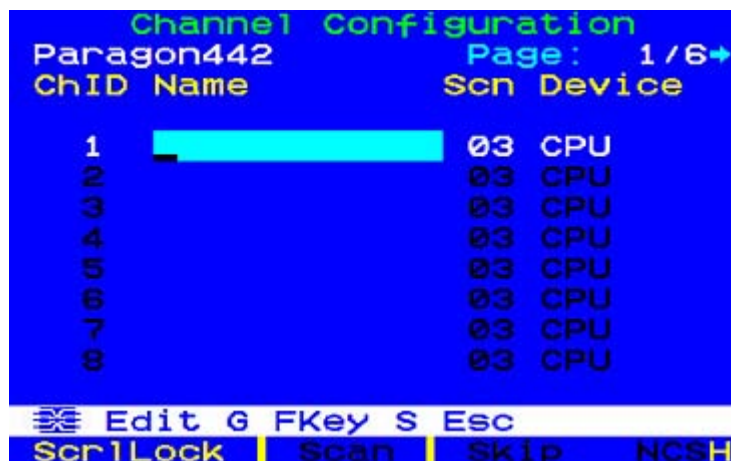 Channel Configuration
Paragon442 Page: 1/6→
ChID Name Scn Device
1 03 CPU
2 03 CPU
3 03 CPU
4 03 CPU
5 03 CPU
6 03 CPU
7 03 CPU
8 03 CPU
Edit G FKey S Esc
ScrlLock Scan Skip NCSH